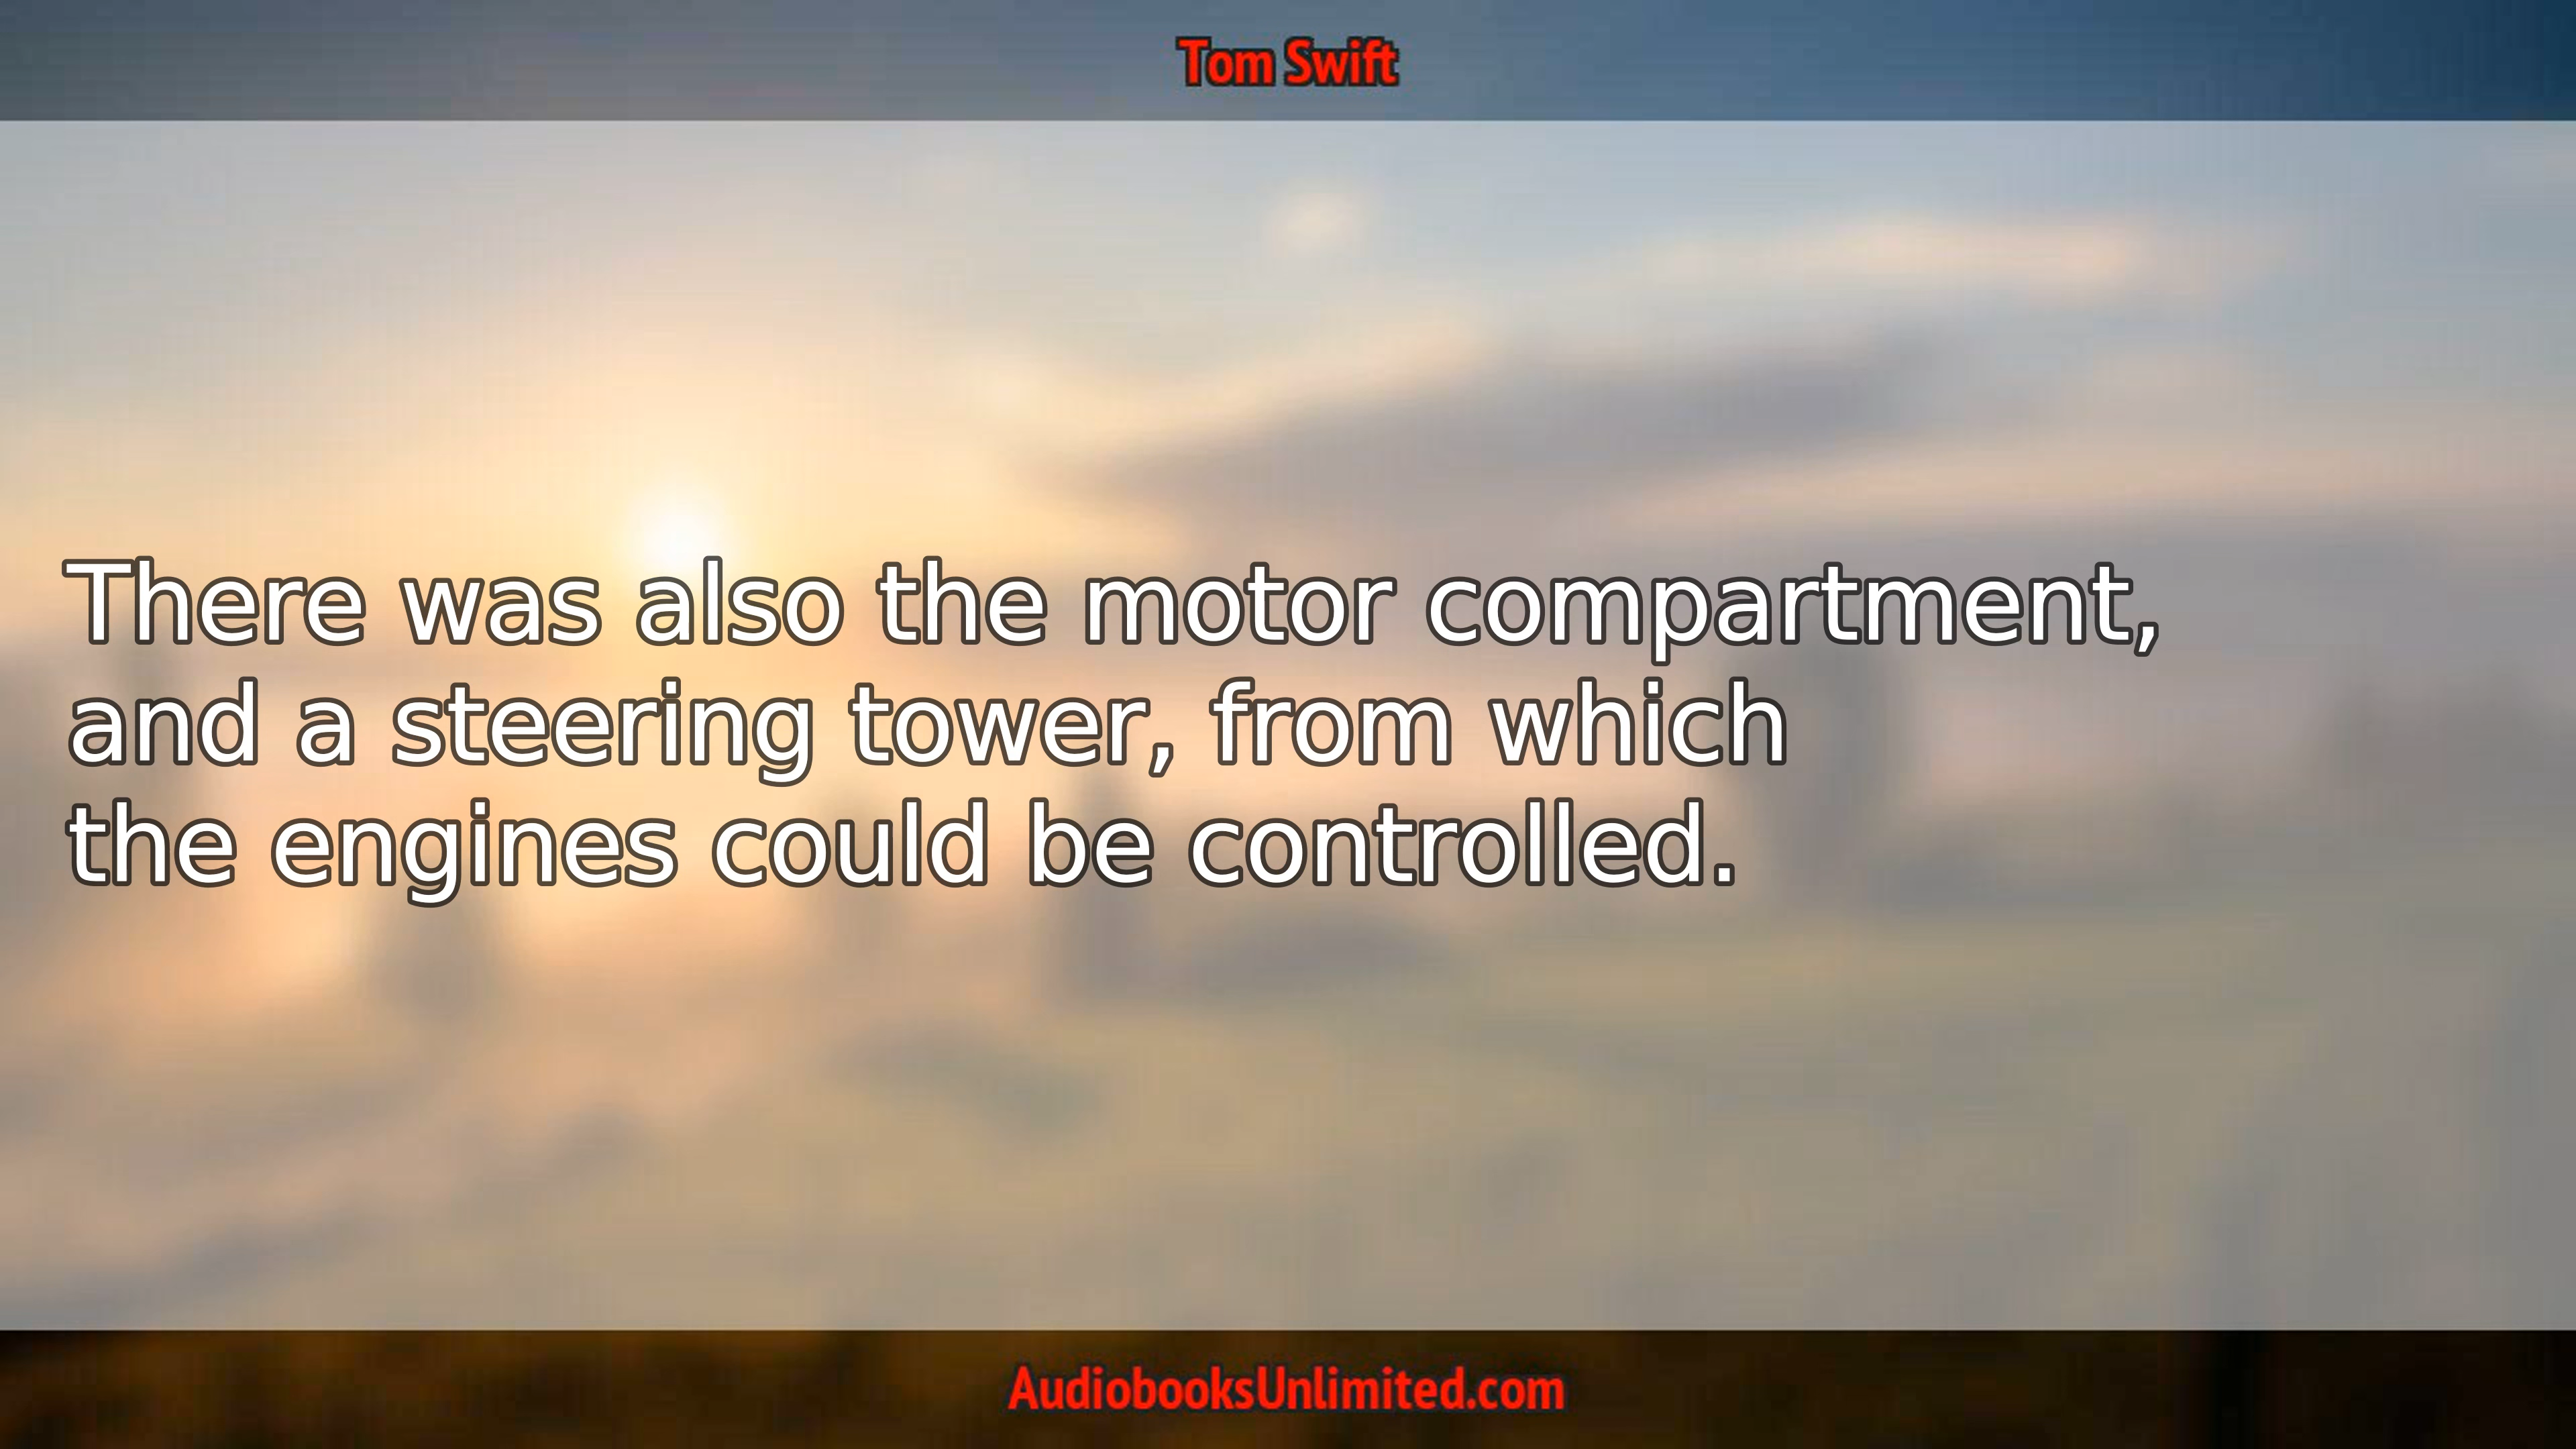 Tom Swift
There was also the motor compartment,
and a steering tower, from which
the engines could be controlled.
AudiobooksUnlimited.com